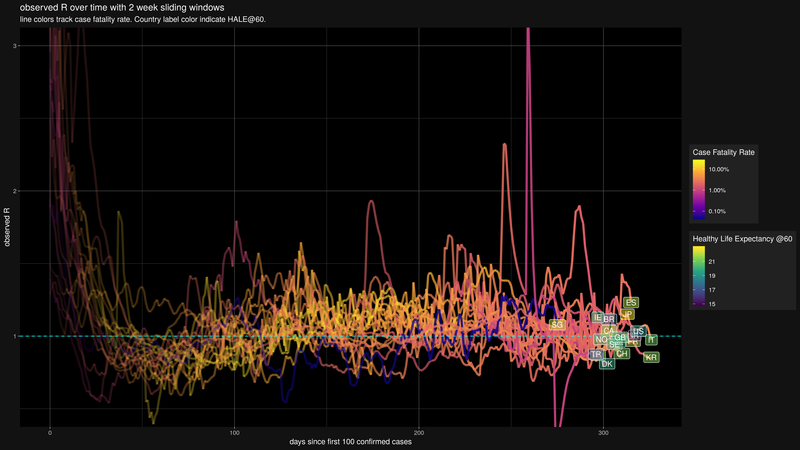 observed R over time with 2 week sliding windows
line colors track case fatality rate. Country label color indicate HALE@60.
3
2
1
observed R
0
100
200
300
days since first 100 confirmed cases
Case Fatality Rate
10.00%
1.00%
0.10%
Healthy Life Expectancy @60
21
19
17
15
ES
JP
IE
BR
SG
CA
US
NO
GB
IT
TR
CH
KR
DK